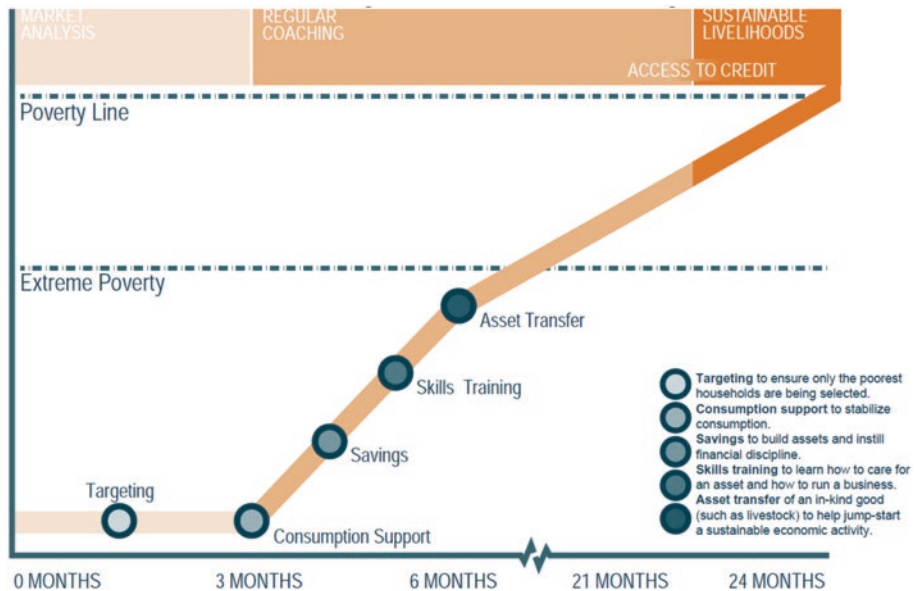 MARKET
ANALYSIS
REGULAR
COACHING
SUSTAINABLE
LIVELIHOODS
ACCESS TO CREDIT
Poverty Line
Extreme Poverty
Asset Transfer
Skills Training
Savings
Targeting
Consumption Support
Targeting to ensure only the poorest
households are being selected.
Consumption support to stabilize
consumption.
Savings to build assets and instill
financial discipline.
Skills training to learn how to care for
an asset and how to run a business.
Asset transfer of an in-kind good
(such as livestock) to help jump-start
a sustainable economic activity.
0 MONTHS
3 MONTHS
6 MONTHS
21 MONTHS
24 MONTHS